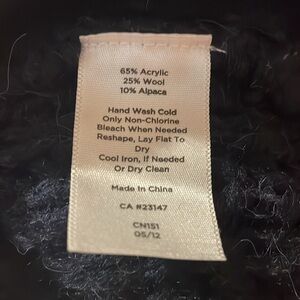 65% Acrylic
25% Wool
10% Alpaca
Hand Wash Cold
Only Non-Chlorine
Bleach When Needed
Reshape, Lay Flat To
Dry
Cool Iron, If Needed
Or Dry Clean
Made In China
CA #23147
CN151
05/12